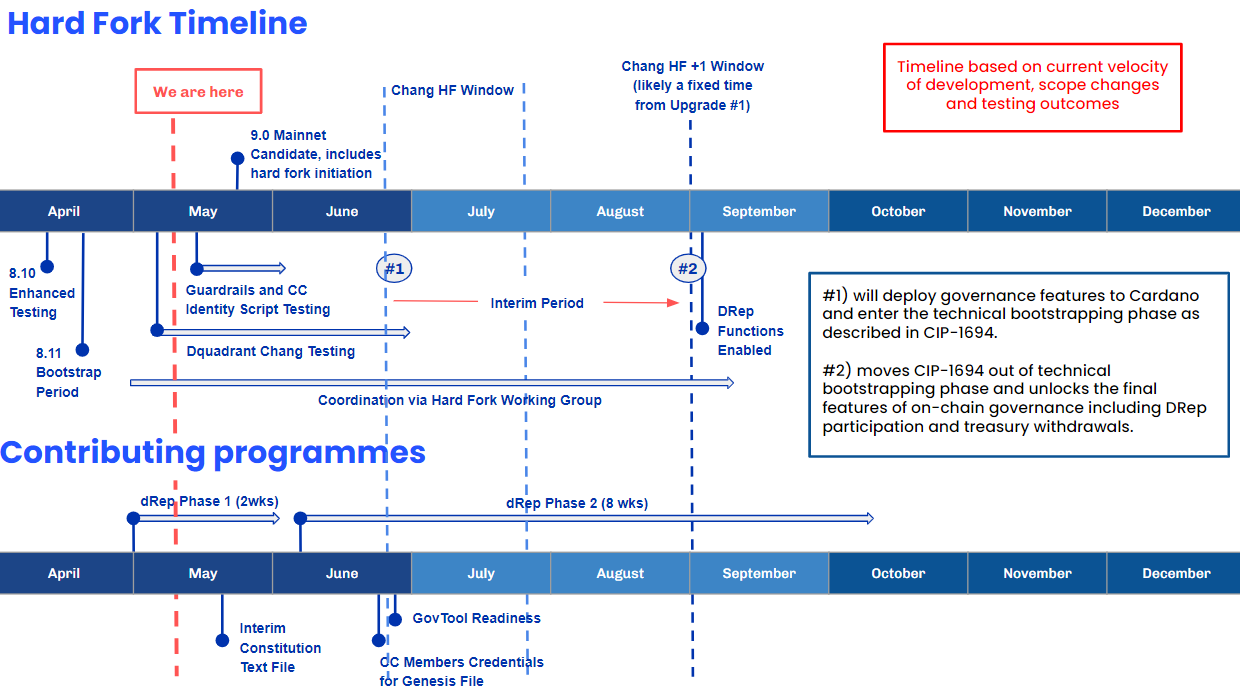 Hard Fork Timeline
We are here
Chang HF Window
Chang HF +1 Window
(likely a fixed time
from Upgrade #1)
Timeline based on current velocity
of development, scope changes
and testing outcomes
9.0 Mainnet
Candidate, includes
hard fork initiation
April
May
June
July
August
September
October
November
December
8.10
Enhanced
Testing
8.11
Bootstrap
Period
Guardrails and CC
Identity Script Testing
Dquadrant Chang Testing
Coordination via Hard Fork Working Group
#1
Interim Period
#2
DRep
Functions
Enabled
#1) will deploy governance features to Cardano
and enter the technical bootstrapping phase as
described in CIP-1694.
#2) moves CIP-1694 out of technical
bootstrapping phase and unlocks the final
features of on-chain governance including DRep
participation and treasury withdrawals.
Contributing programmes
dRep Phase 1 (2wks)
dRep Phase 2 (8 wks)
April
May
June
July
August
September
October
November
December
Interim
Constitution
Text File
GovTool Readiness
CC Members Credentials
for Genesis File